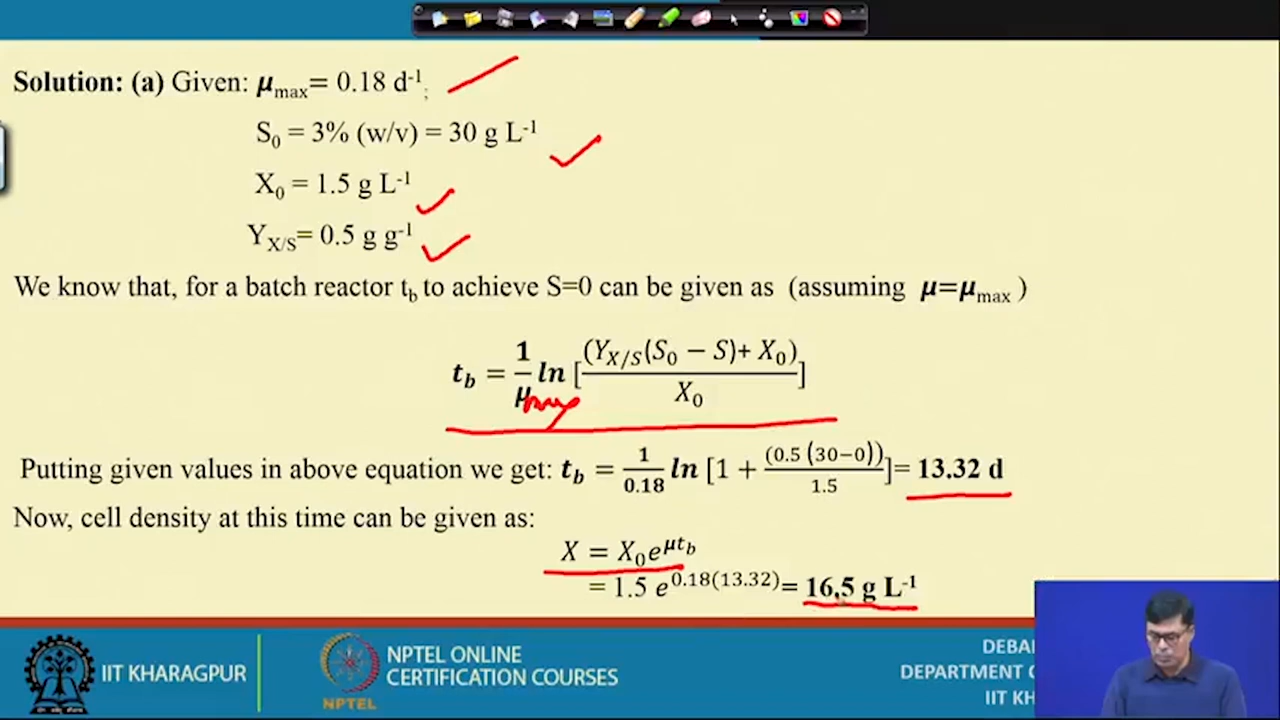 Solution: (a) Given: μmax= 0.18 d-1;
S0 = 3% (w/v) = 30 g L-1
X0 = 1.5 g L-1
YX/S= 0.5 g g-1
We know that, for a batch reactor tb to achieve S=0 can be given as (assuming μ=μmax )
tb = 1/μmax ln [(YX/S(S0 − S)+ X0)/X0]
Putting given values in above equation we get: tb = 1/0.18 ln [1 + (0.5 (30−0))/1.5]= 13.32 d
Now, cell density at this time can be given as:
X = X0eμtb
= 1.5 e0.18(13.32)= 16.5 g L-1
IIT KHARAGPUR
NPTEL ONLINE
CERTIFICATION COURSES
NPTEL
DEBA
DEPARTMENT
IIT KH